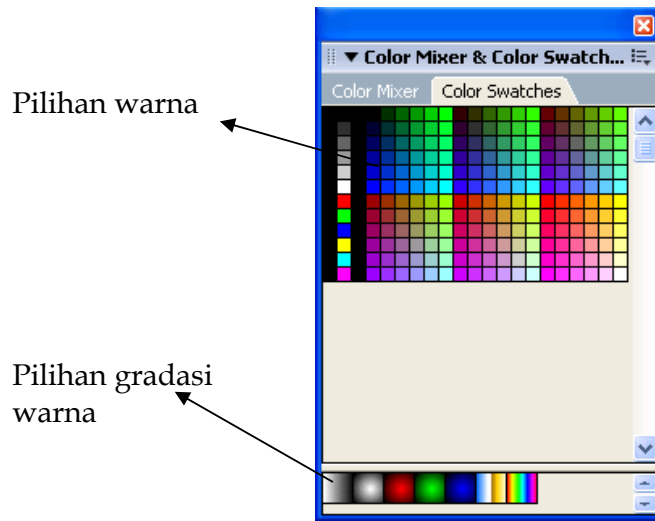 Color Mixer & Color Swatch...
Color Mixer
Color Swatches
Pilihan warna
Pilihan gradasi
warna